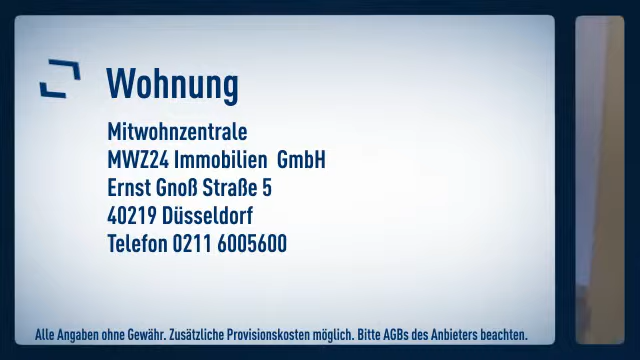 Wohnung
Mitwohnzentrale
MWZ24 Immobilien GmbH
Ernst Gnoß Straße 5
40219 Düsseldorf
Telefon 0211 6005600
Alle Angaben ohne Gewähr. Zusätzliche Provisionskosten möglich. Bitte AGBs des Anbieters beachten.